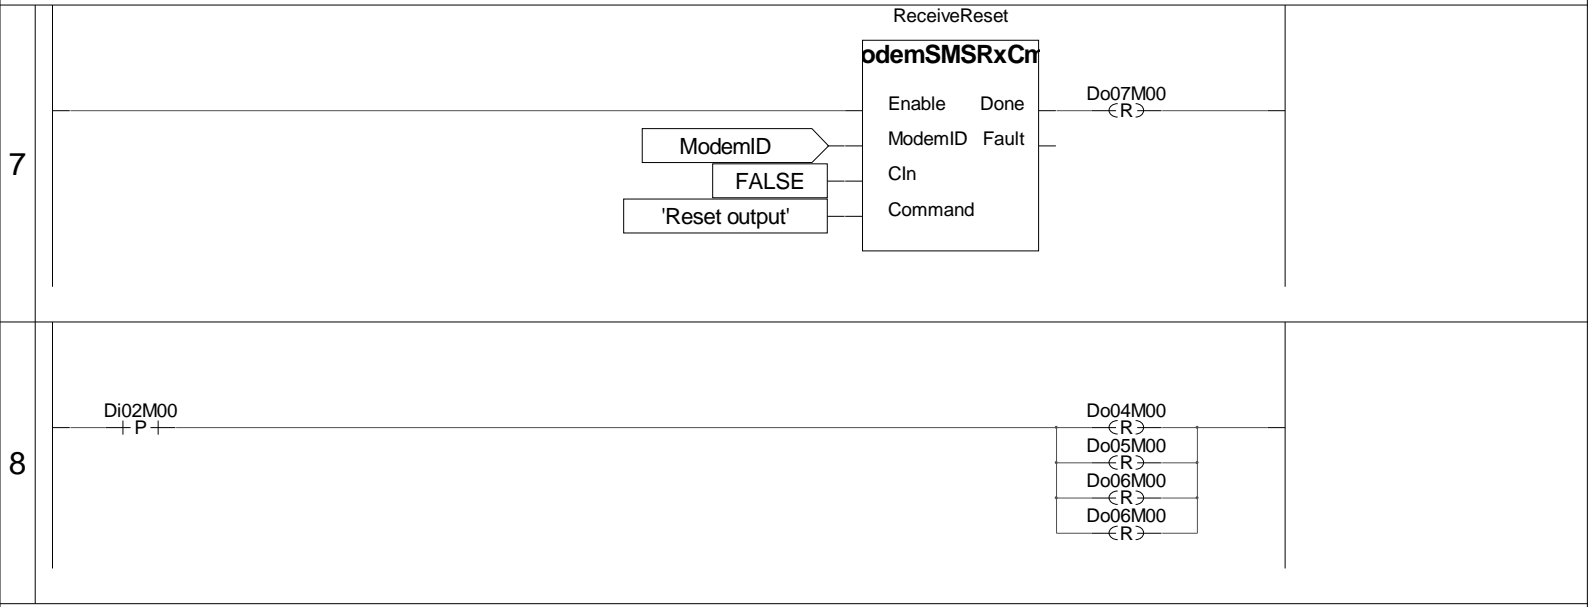 ReceiveReset
odemSMSRxCm
Enable Done
Do07M00
R
ModemID
ModemID Fault
7
FALSE
CIn
'Reset output'
Command
Di02M00
P
Do04M00
R
Do05M00
R
8
Do06M00
R
Do06M00
R